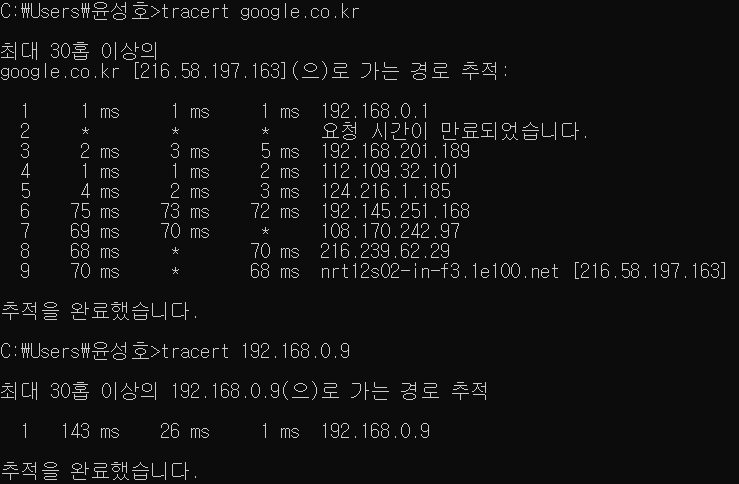 C:₩Users₩윤성호>tracert google.co.kr
최대 30홉 이상의
google.co.kr [216.58.197.163](으)로 가는 경로 추적:
1 1 ms 1 ms 1 ms 192.168.0.1
2 * * * 요청 시간이 만료되었습니다.
3 2 ms 3 ms 5 ms 192.168.201.189
4 1 ms 1 ms 2 ms 112.109.32.101
5 4 ms 2 ms 3 ms 124.216.1.185
6 75 ms 73 ms 72 ms 192.145.251.168
7 69 ms 70 ms * 108.170.242.97
8 68 ms * 70 ms 216.239.62.29
9 70 ms * 68 ms nrt12s02-in-f3.1e100.net [216.58.197.163]
추적을 완료했습니다.
C:₩Users₩윤성호>tracert 192.168.0.9
최대 30홉 이상의 192.168.0.9(으)로 가는 경로 추적
1 143 ms 26 ms 1 ms 192.168.0.9
추적을 완료했습니다.